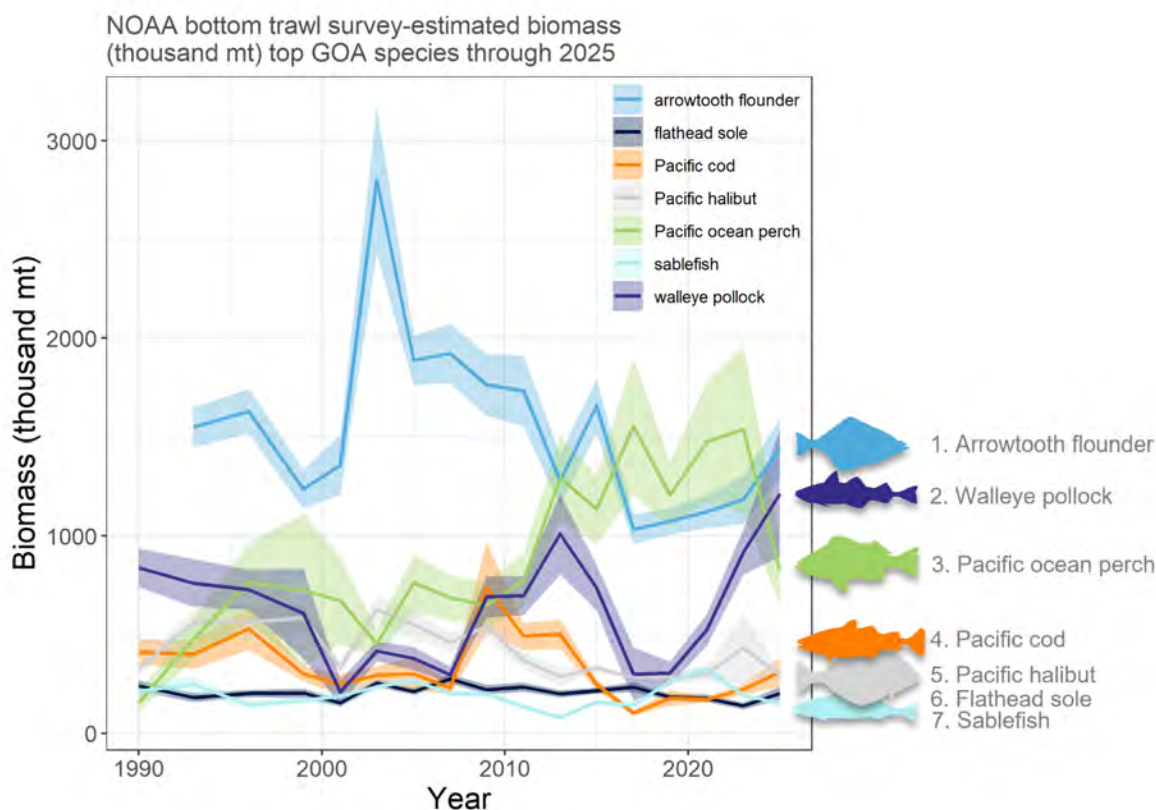 NOAA bottom trawl survey-estimated biomass
(thousand mt) top GOA species through 2025
arrowtooth flounder
flathead sole
Pacific cod
Pacific halibut
Pacific ocean perch
sablefish
walleye pollock
3000
2000
1000
0
Biomass (thousand mt)
1990
2000
2010
2020
Year
1. Arrowtooth flounder
2. Walleye pollock
3. Pacific ocean perch
4. Pacific cod
5. Pacific halibut
6. Flathead sole
7. Sablefish